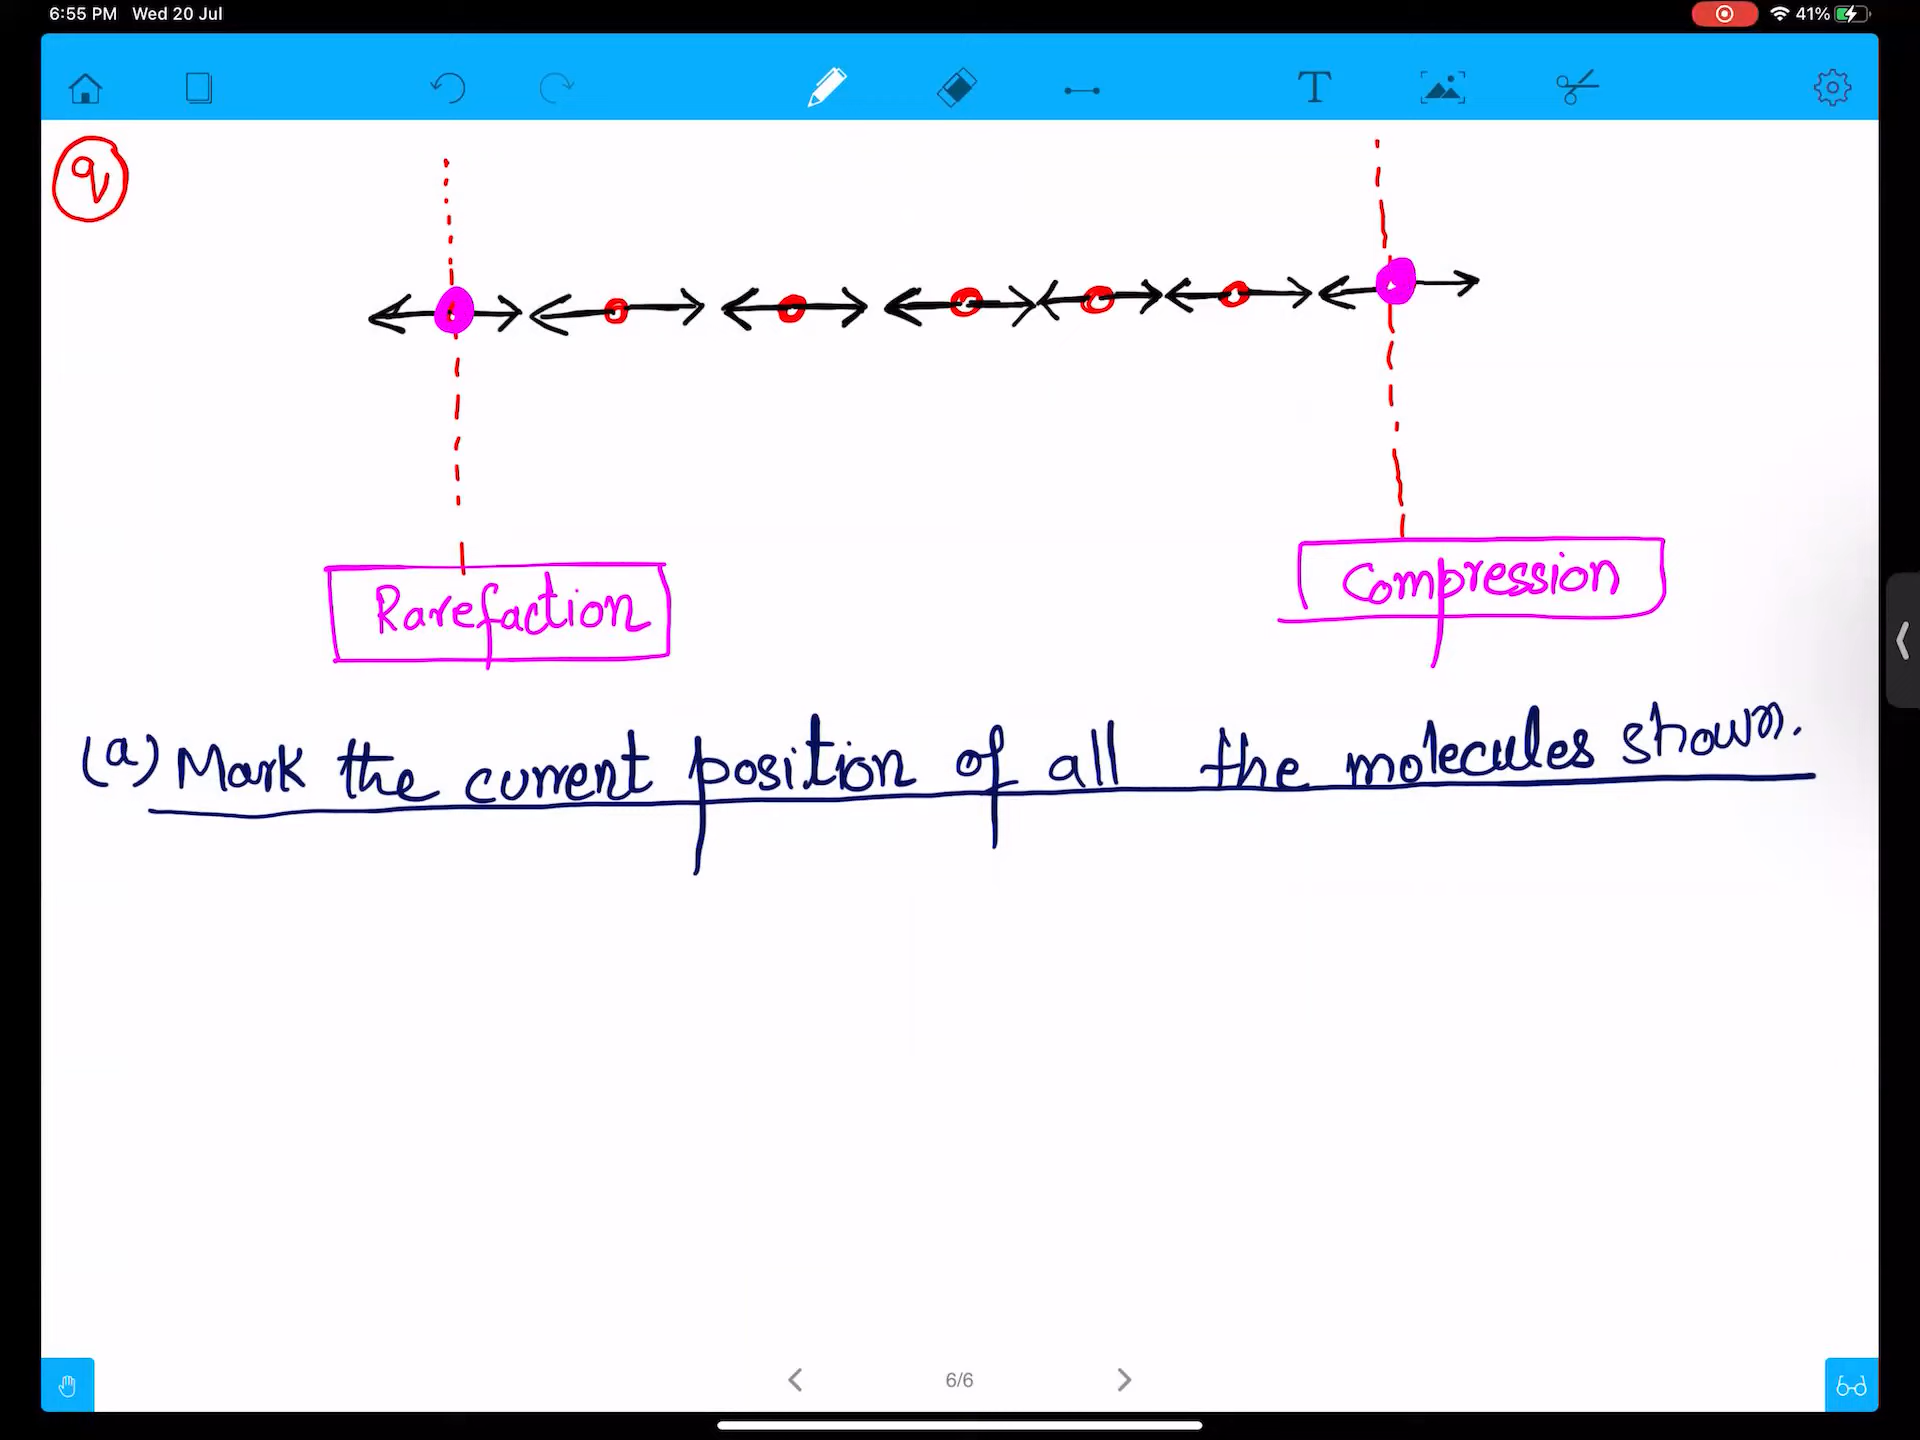 6:55 PM Wed 20 Jul
41%
q
T
Rarefaction
Compression
(a) Mark the current position of all the molecules shown.
6/6